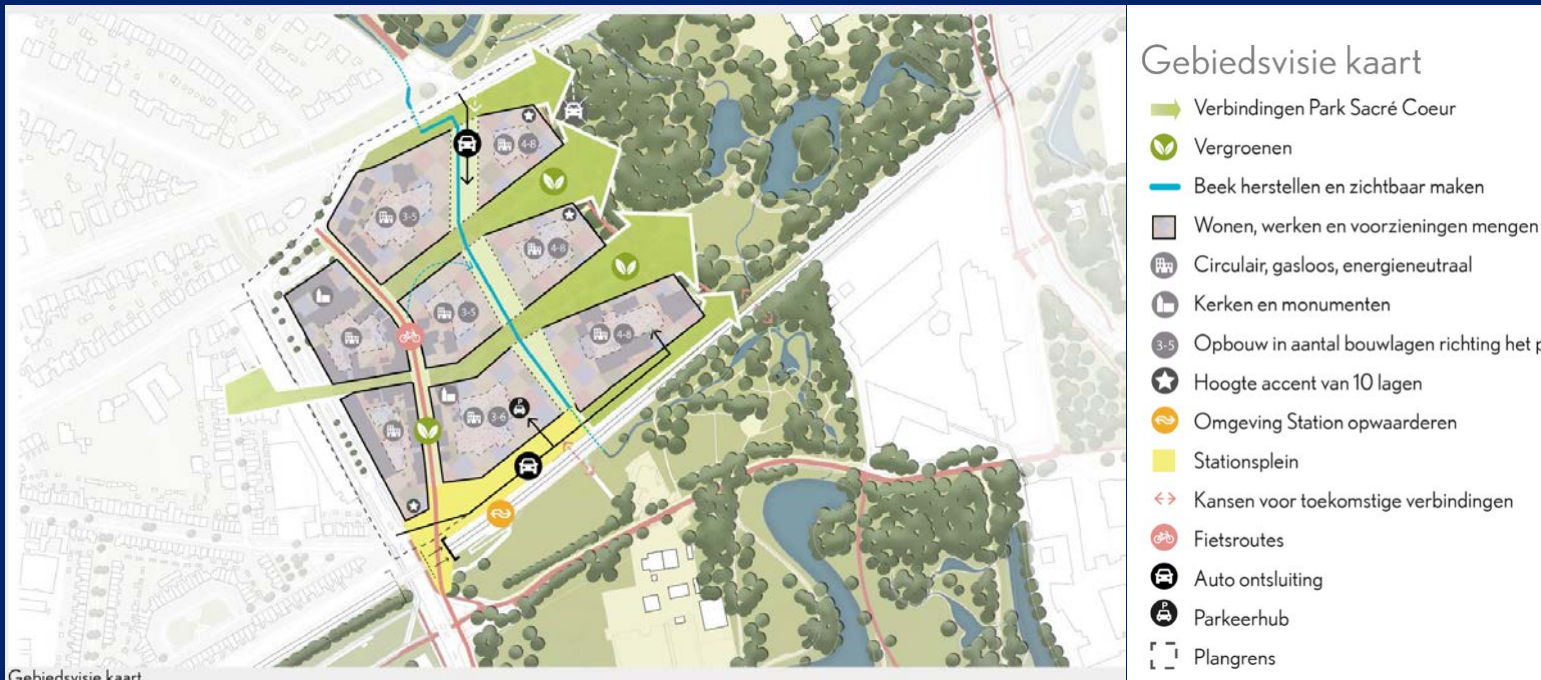 Gebiedsvisie kaart
Verbindingen Park Sacré Coeur
Vergroenen
Beek herstellen en zichtbaar maken
Wonen, werken en voorzieningen mengen
Circulair, gasloos, energieneutraal
Kerken en monumenten
3-5 Opbouw in aantal bouwlagen richting het
Hoogte accent van 10 lagen
Omgeving Station opwaarderen
Stationsplein
Kansen voor toekomstige verbindingen
Fietsroutes
Auto ontsluiting
P Parkeerhub
Plangrens
4-8
3-5
4-8
3-5
4-8
3-6
P
Gebiedsvisie kaart